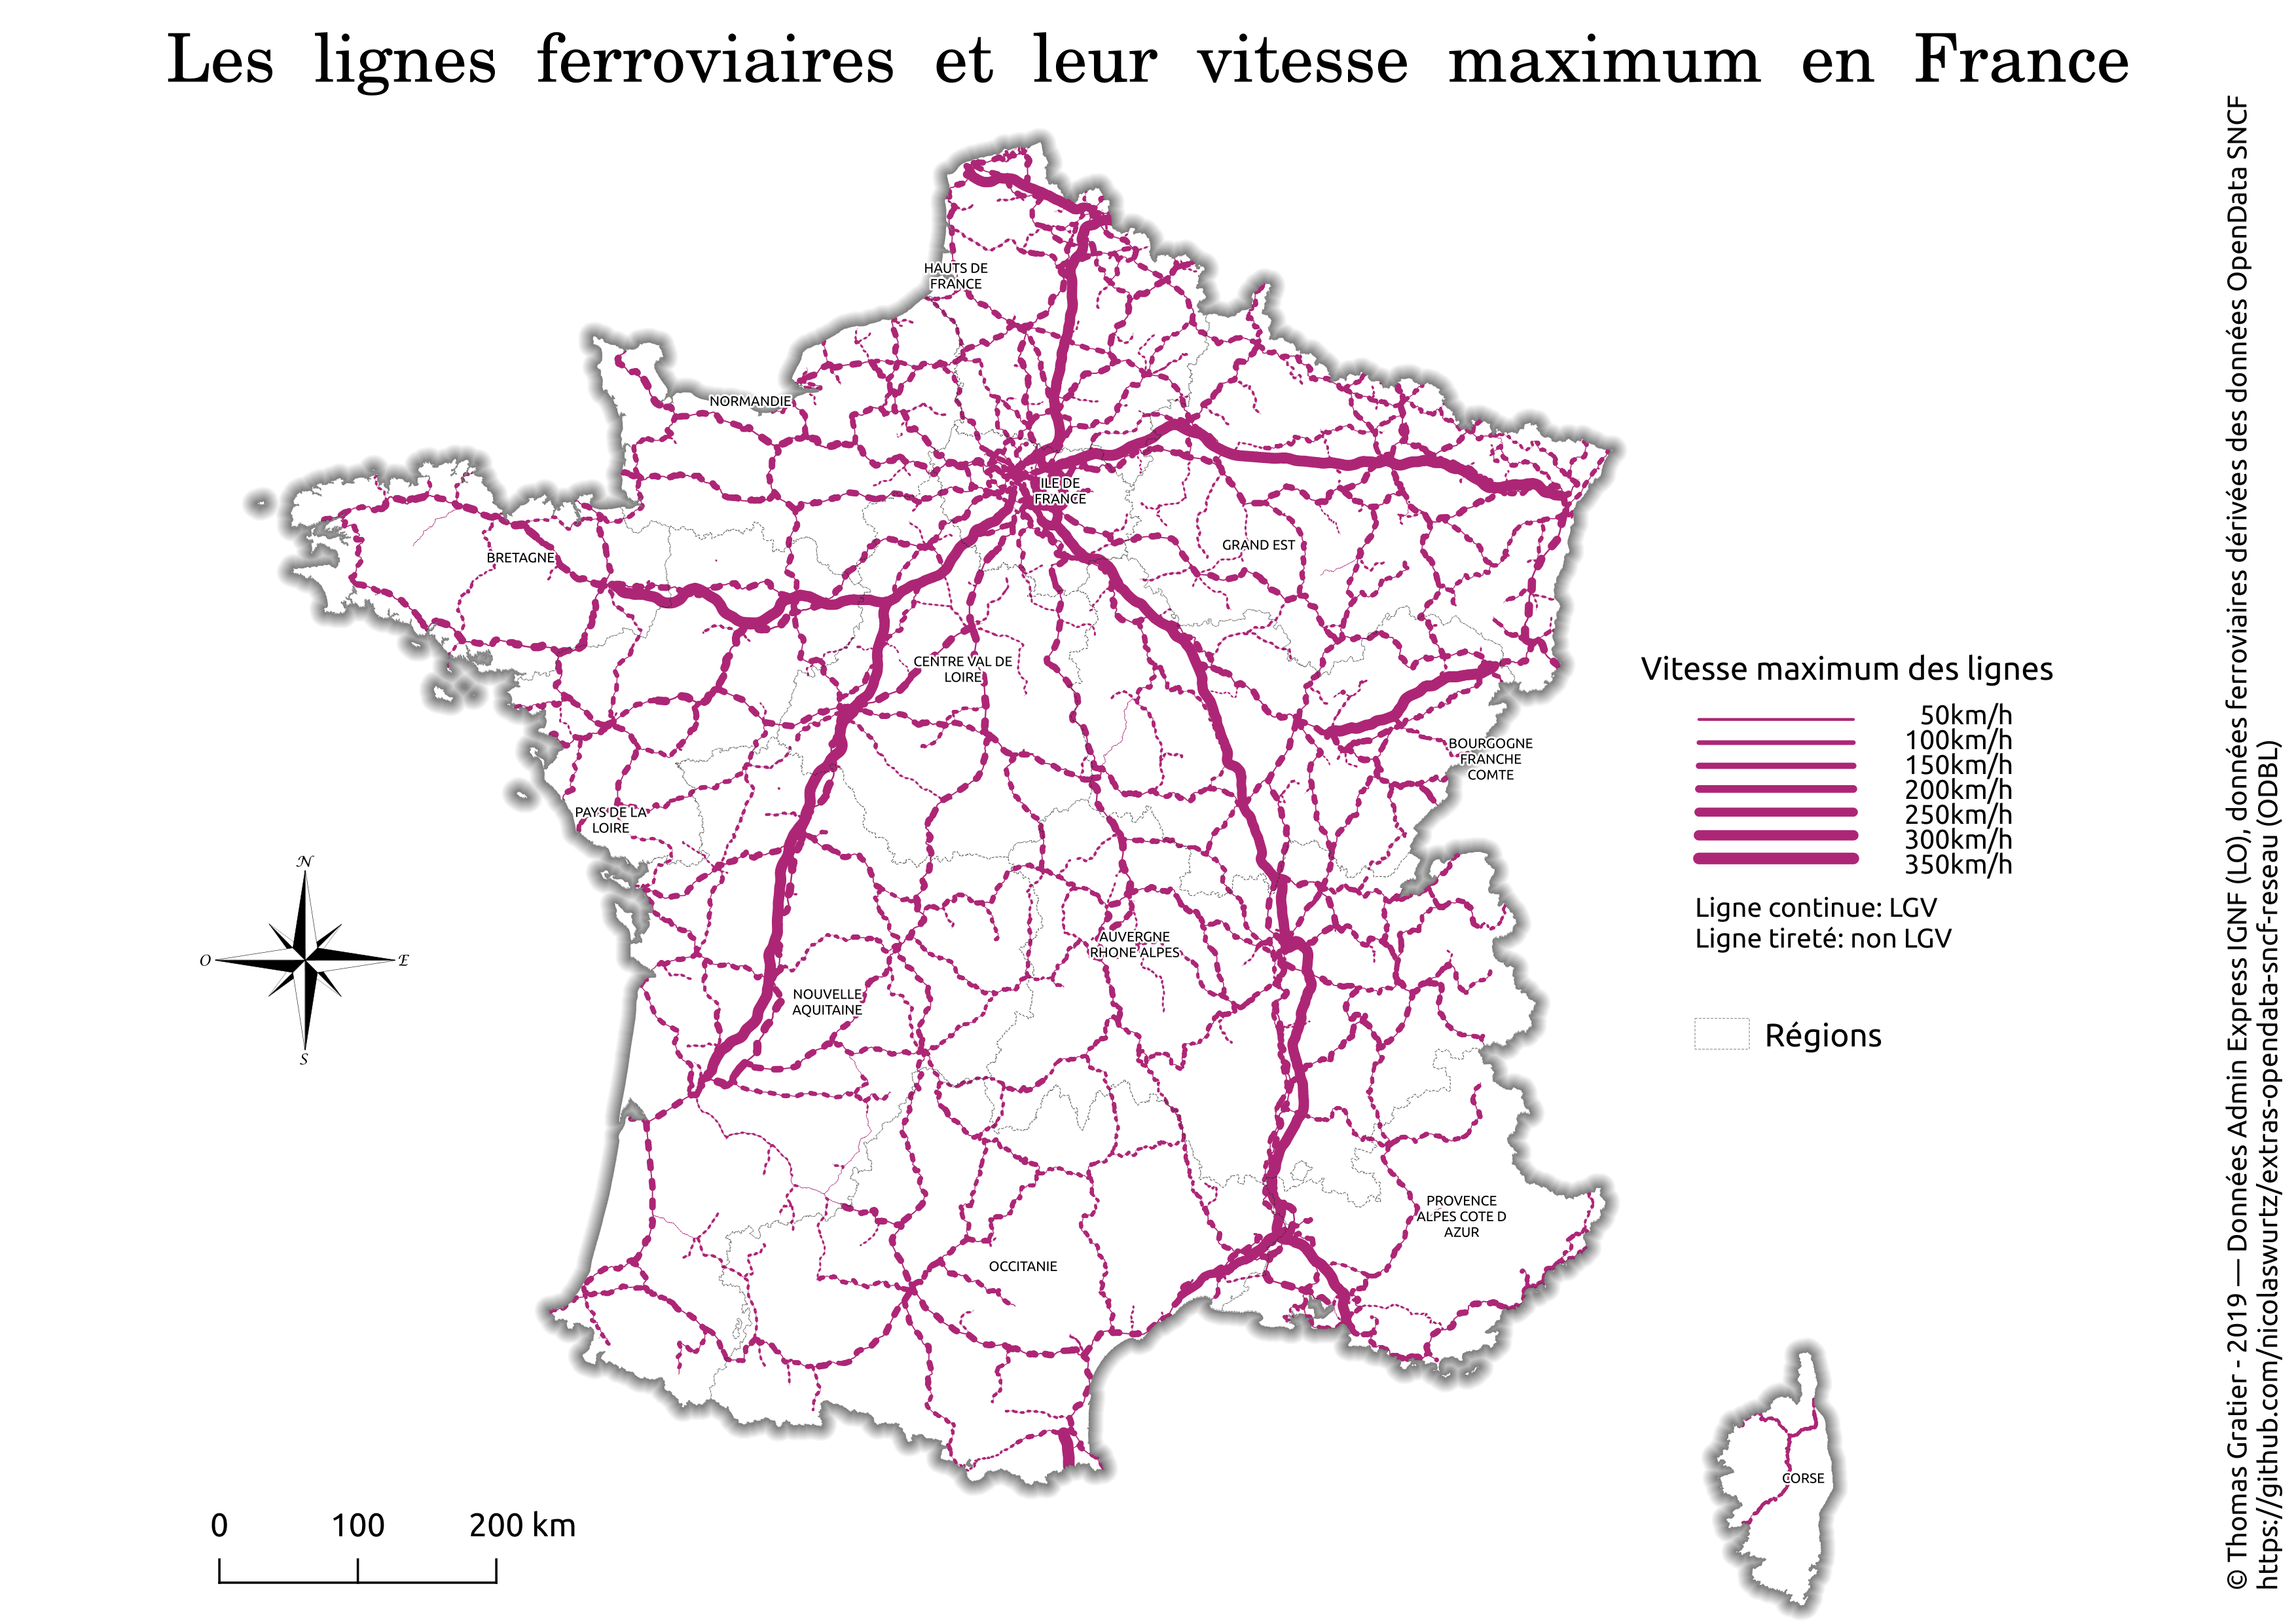 Les lignes ferroviaires et leur vitesse maximum en France
HAUTS DE
FRANCE
NORMANDIE
ILE DE
FRANCE
GRAND EST
BRETAGNE
CENTRE VAL DE
LOIRE
BOURGOGNE
FRANCHE
COMTE
PAYS DE LA
LOIRE
AUVERGNE
RHONE ALPES
NOUVELLE
AQUITAINE
PROVENCE
ALPES COTE D
AZUR
OCCITANIE
CORSE
Vitesse maximum des lignes
50km/h
100km/h
150km/h
200km/h
250km/h
300km/h
350km/h
Ligne continue: LGV
Ligne tireté: non LGV
Régions
N
O
E
S
0 100 200 km
© Thomas Gratier - 2019 — Données Admin Express IGNF (LO), données ferroviaires dérivées des données OpenData SNCF
https://github.com/nicolaswurtz/extras-opendata-sncf-reseau (ODBL)